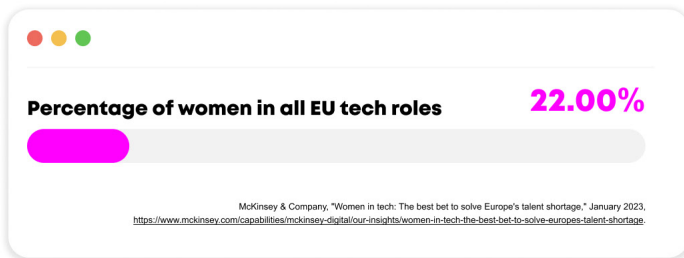 Percentage of women in all EU tech roles
22.00%
McKinsey & Company, "Women in tech: The best bet to solve Europe's talent shortage," January 2023,
https://www.mckinsey.com/capabilities/mckinsey-digital/our-insights/women-in-tech-the-best-bet-to-solve-europes-talent-shortage.